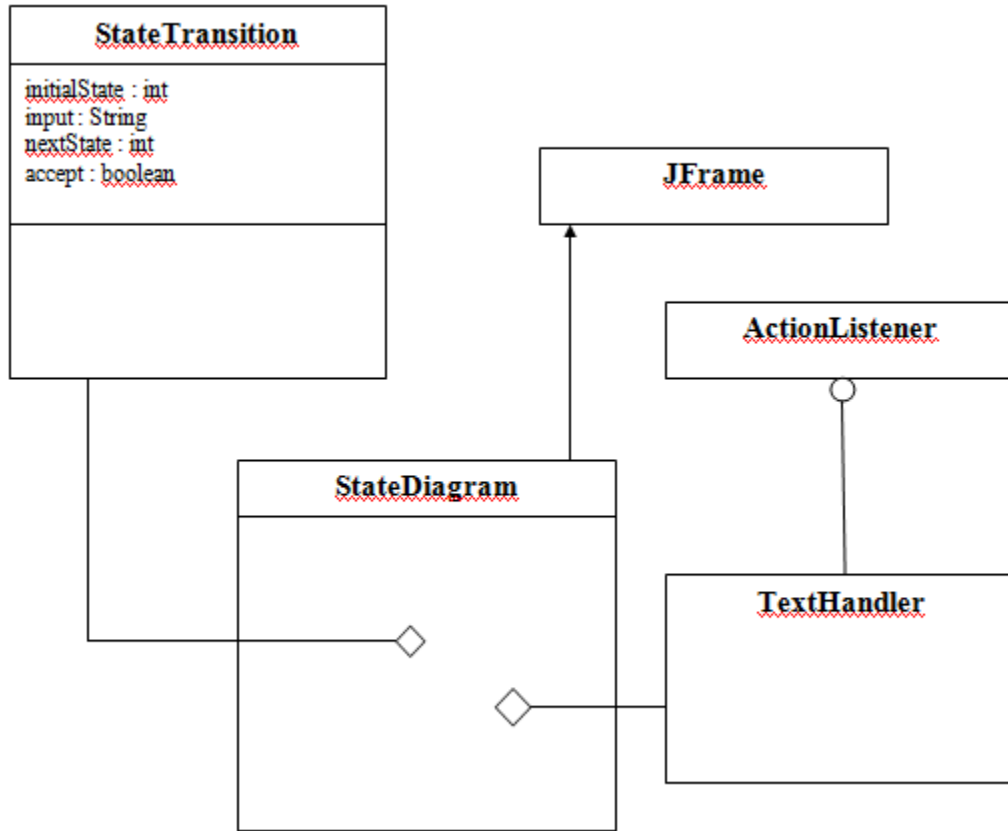 StateTransition
initialState : int
input : String
nextState : int
accept : boolean
JFrame
ActionListener
StateDiagram
TextHandler